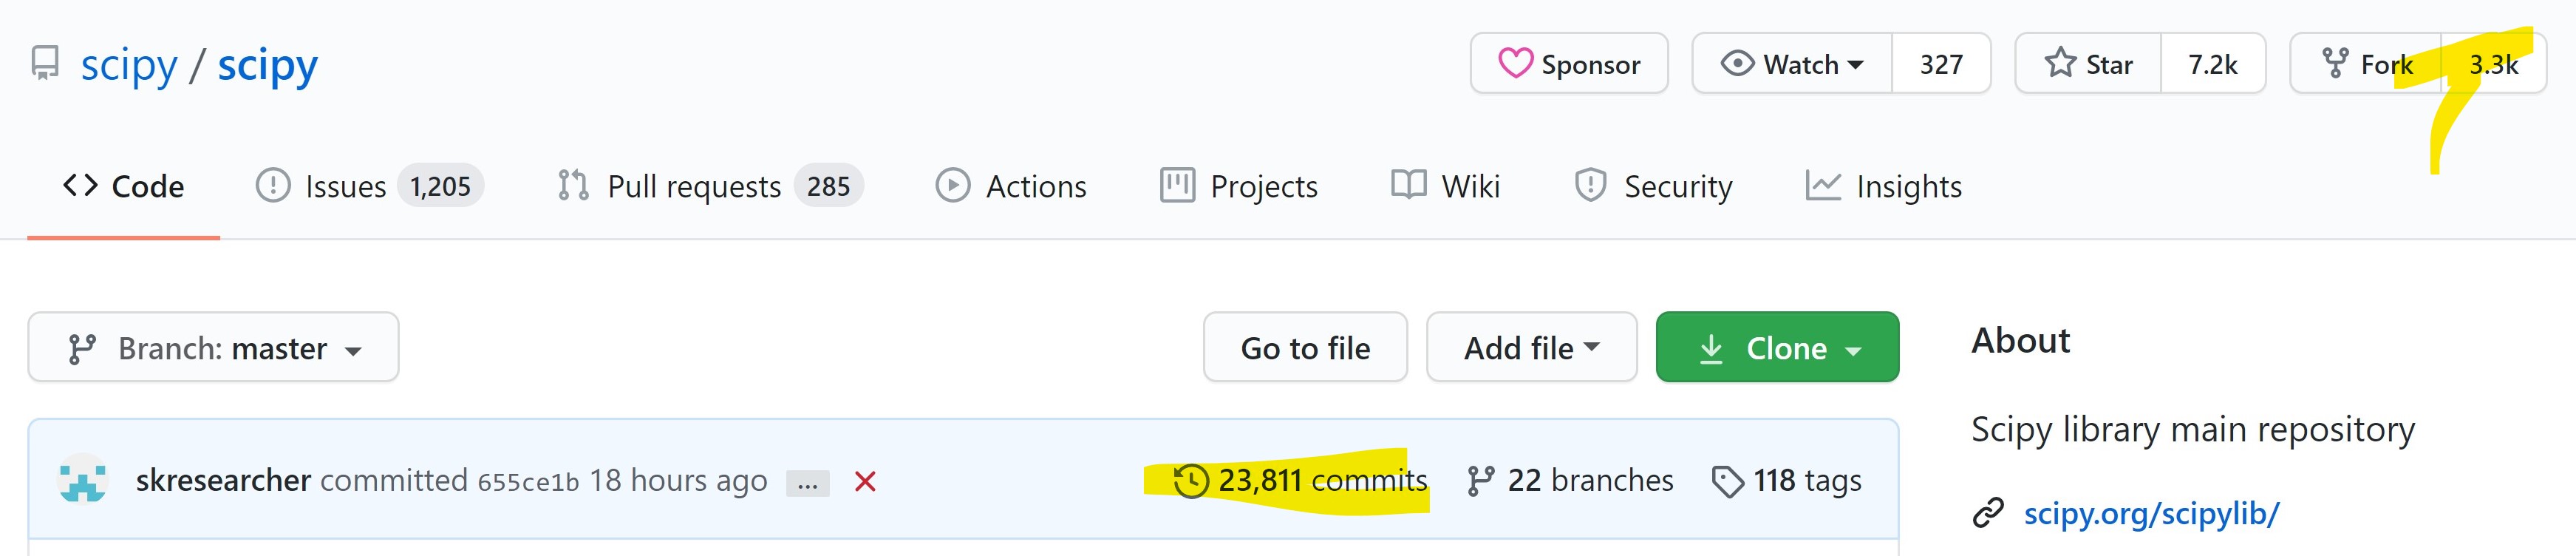 scipy / scipy
Sponsor Watch 327 Star 7.2k Fork 3.3k
Code Issues 1,205 Pull requests 285 Actions Projects Wiki Security Insights
Branch: master Go to file Add file Clone
About
Scipy library main repository
skresearcher committed 655ce1b 18 hours ago ... 23,811 commits 22 branches 118 tags
scipy.org/scipylib/